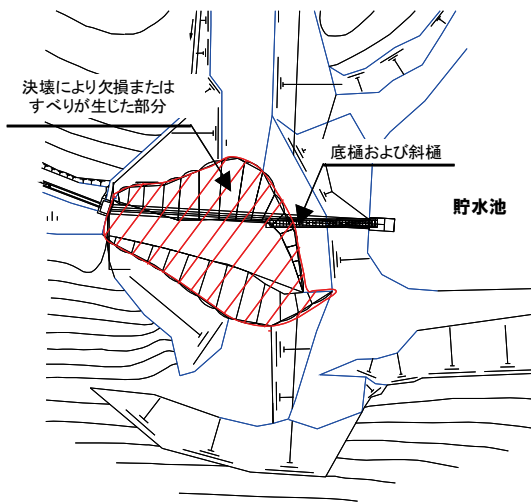 決壊により欠損または
すべりが生じた部分
底樋および斜樋
貯水池